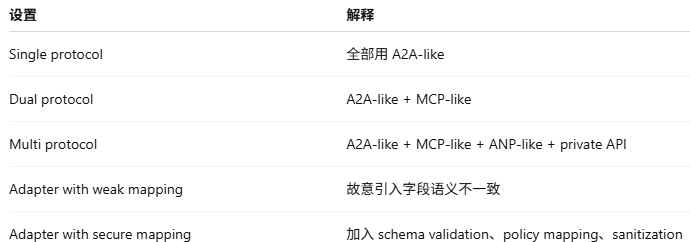 设置 解释
Single protocol 全部用 A2A-like
Dual protocol A2A-like + MCP-like
Multi protocol A2A-like + MCP-like + ANP-like + private API
Adapter with weak mapping 故意引入字段语义不一致
Adapter with secure mapping 加入 schema validation、policy mapping、sanitization